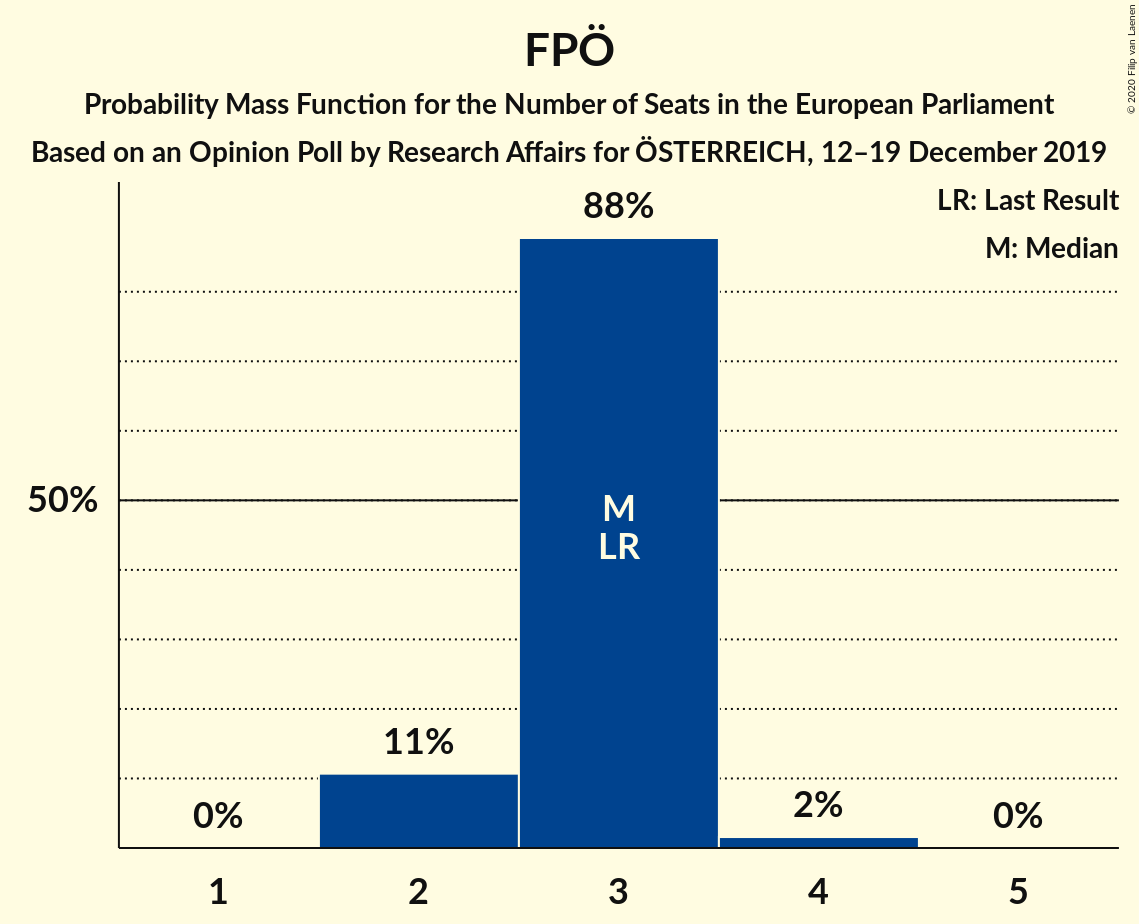 FPÖ
Probability Mass Function for the Number of Seats in the European Parliament
Based on an Opinion Poll by Research Affairs for ÖSTERREICH, 12–19 December 2019
© 2020 Filip van Laenen
LR: Last Result
M: Median
88%
50%
M
LR
11%
0%
2%
0%
1 2 3 4 5